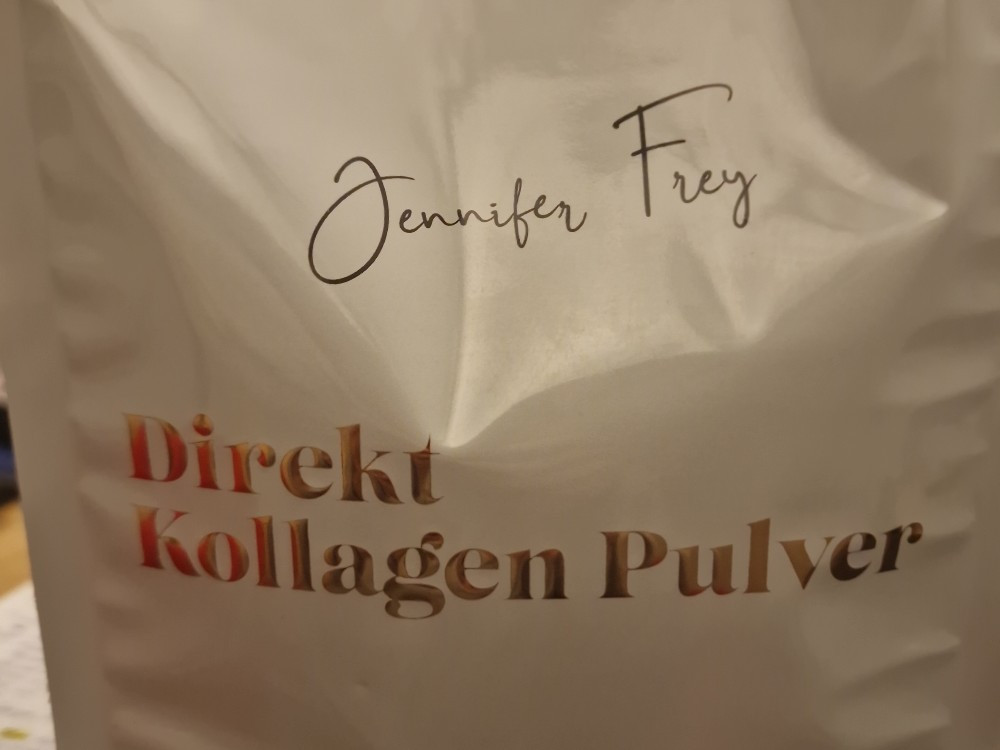 Jennifer Frey
Direkt
Kollagen Pulver